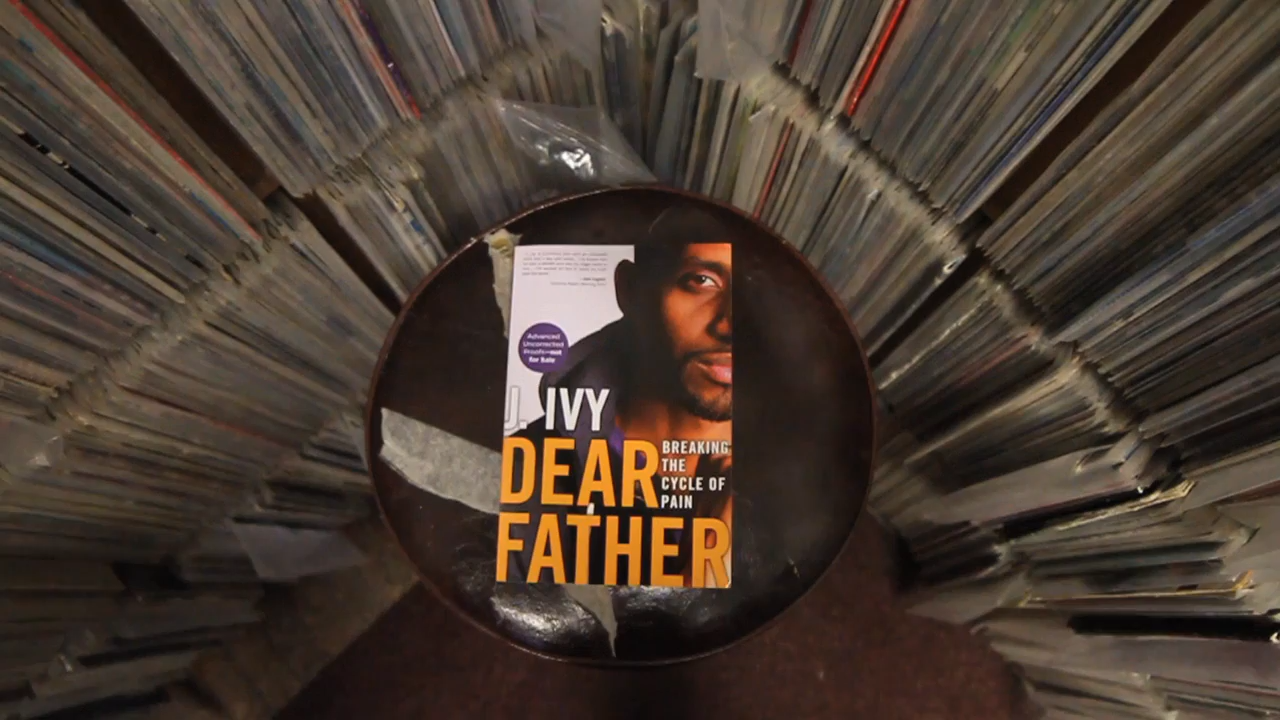 Advanced
Uncorrected
Proofs—not
for Sale
J. IVY
DEAR
FATHER
BREAKING
THE
CYCLE OF
PAIN